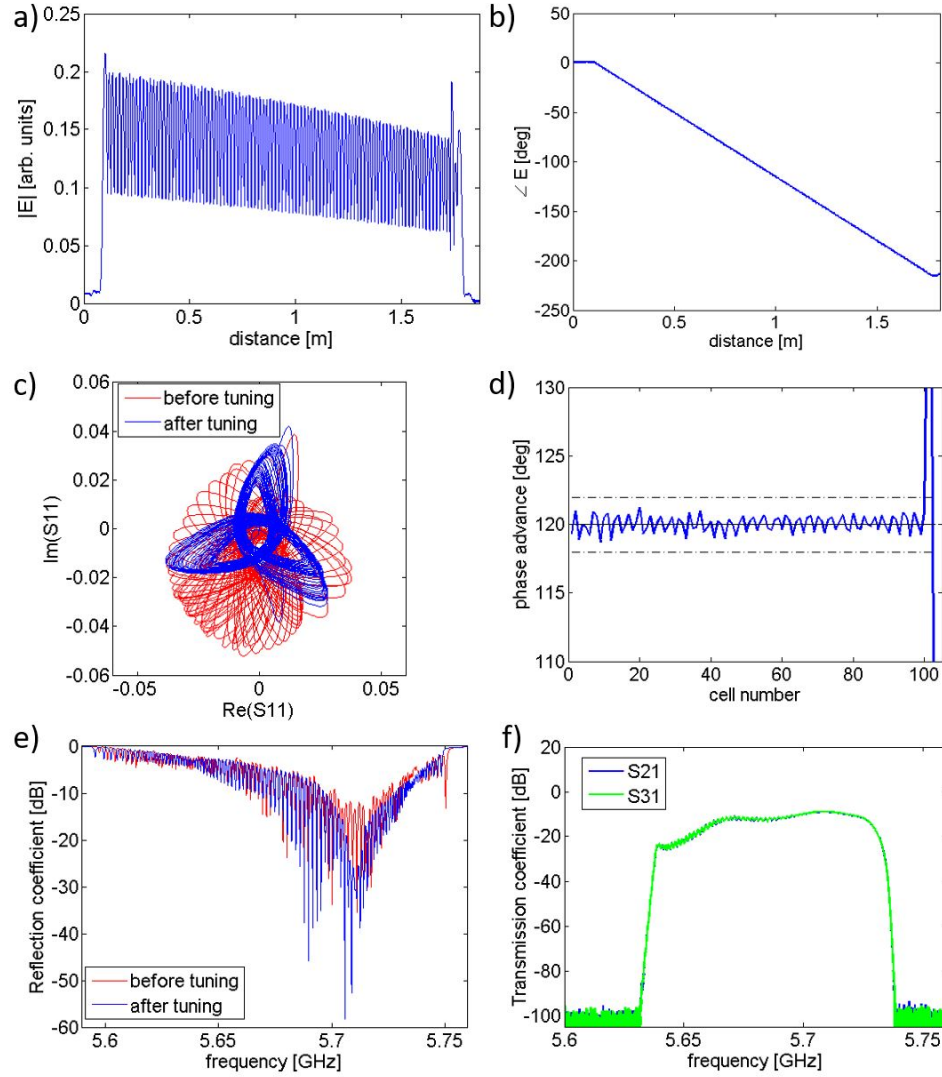 a)
0.25
0.2
0.15
0.1
0.05
0
|E| [arb. units]
0 0.5 1 1.5
distance [m]
b)
50
0
-50
-100
-150
-200
-250
∠ E [deg]
0 0.5 1 1.5
distance [m]
c)
0.06
0.04
0.02
0
-0.02
-0.04
-0.06
Im(S11)
before tuning
after tuning
-0.05 0 0.05
Re(S11)
d)
130
125
120
115
110
phase advance [deg]
0 20 40 60 80 100
cell number
e)
0
-10
-20
-30
-40
-50
-60
Reflection coefficient [dB]
before tuning
after tuning
5.6 5.65 5.7 5.75
frequency [GHz]
f)
20
0
-20
-40
-60
-80
-100
Transmission coefficient [dB]
S21
S31
5.6 5.65 5.7 5.75
frequency [GHz]